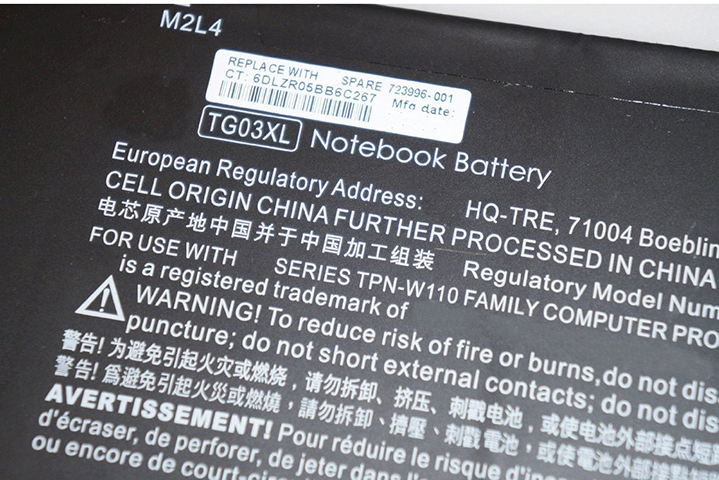 M2L4
REPLACE WITH SPARE 723996-001
CT: 6DLZR05BB6C267 Mfg date:
TG03XL Notebook Battery
European Regulatory Address: HQ-TRE, 71004 Boeblin
CELL ORIGIN CHINA FURTHER PROCESSED IN CHINA
电芯原产地中国并于中国加工组装 Regulatory Model Num
FOR USE WITH SERIES TPN-W110 FAMILY COMPUTER PRO
is a registered trademark of
WARNING! To reduce risk of fire or burns, do not dis
puncture; do not short external contacts; do not dis
警告! 为避免引起火灾或燃烧，请勿拆卸、挤压、刺戳电池，或使电池外部接点短
警告! 爲避免引起火災或燃燒，請勿拆卸、擠壓、刺戳電池，或使電池外部接
AVERTISSEMENT! Pour réduire le risque d'ince
d'écraser, de perforer, de jeter dans l'eau
ou encore de court-circ